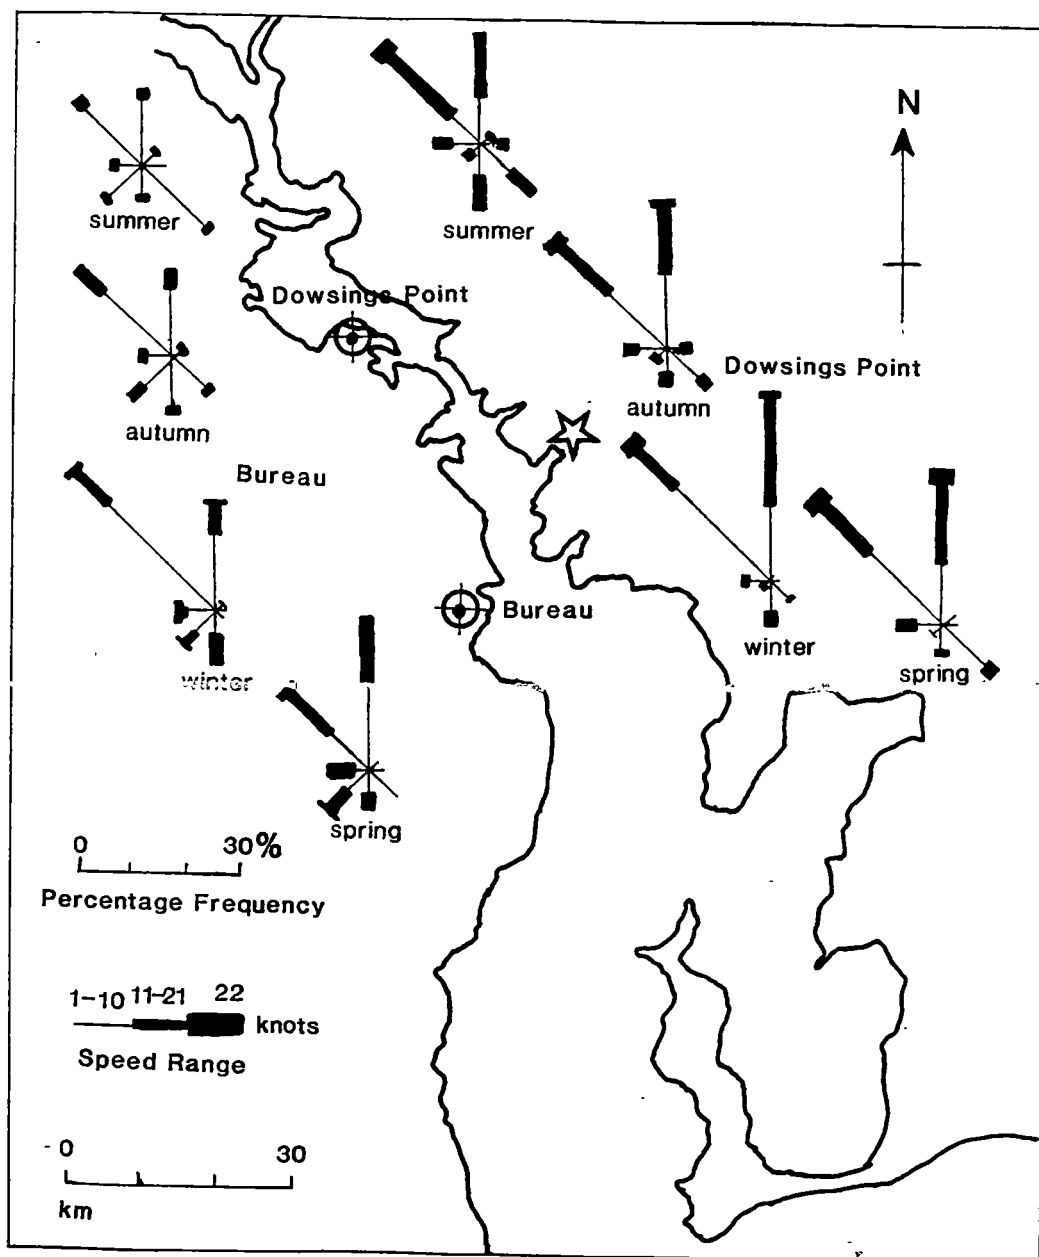 N
summer
summer
Dowsings Point
Dowsings Point
autumn
autumn
Bureau
Bureau
winter
winter
spring
spring
0 30%
Percentage Frequency
1-10 11-21 22
knots
Speed Range
0 30
km